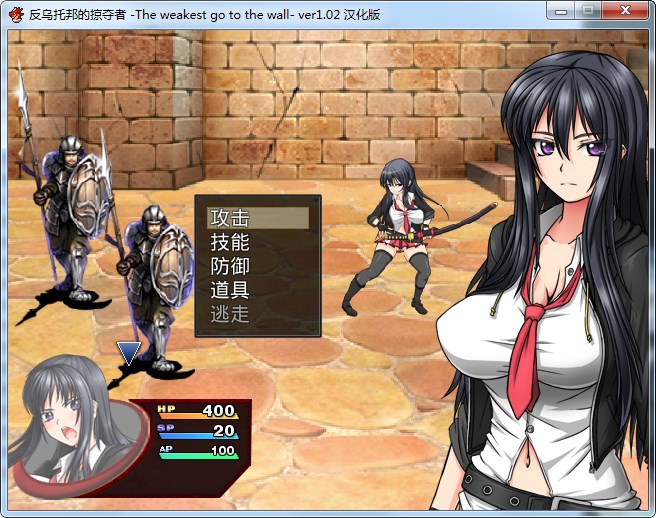 反乌托邦的掠夺者 -The weakest go to the wall- ver1.02 汉化版
攻击
技能
防御
道具
逃走
HP 400
SP 20
AP 100